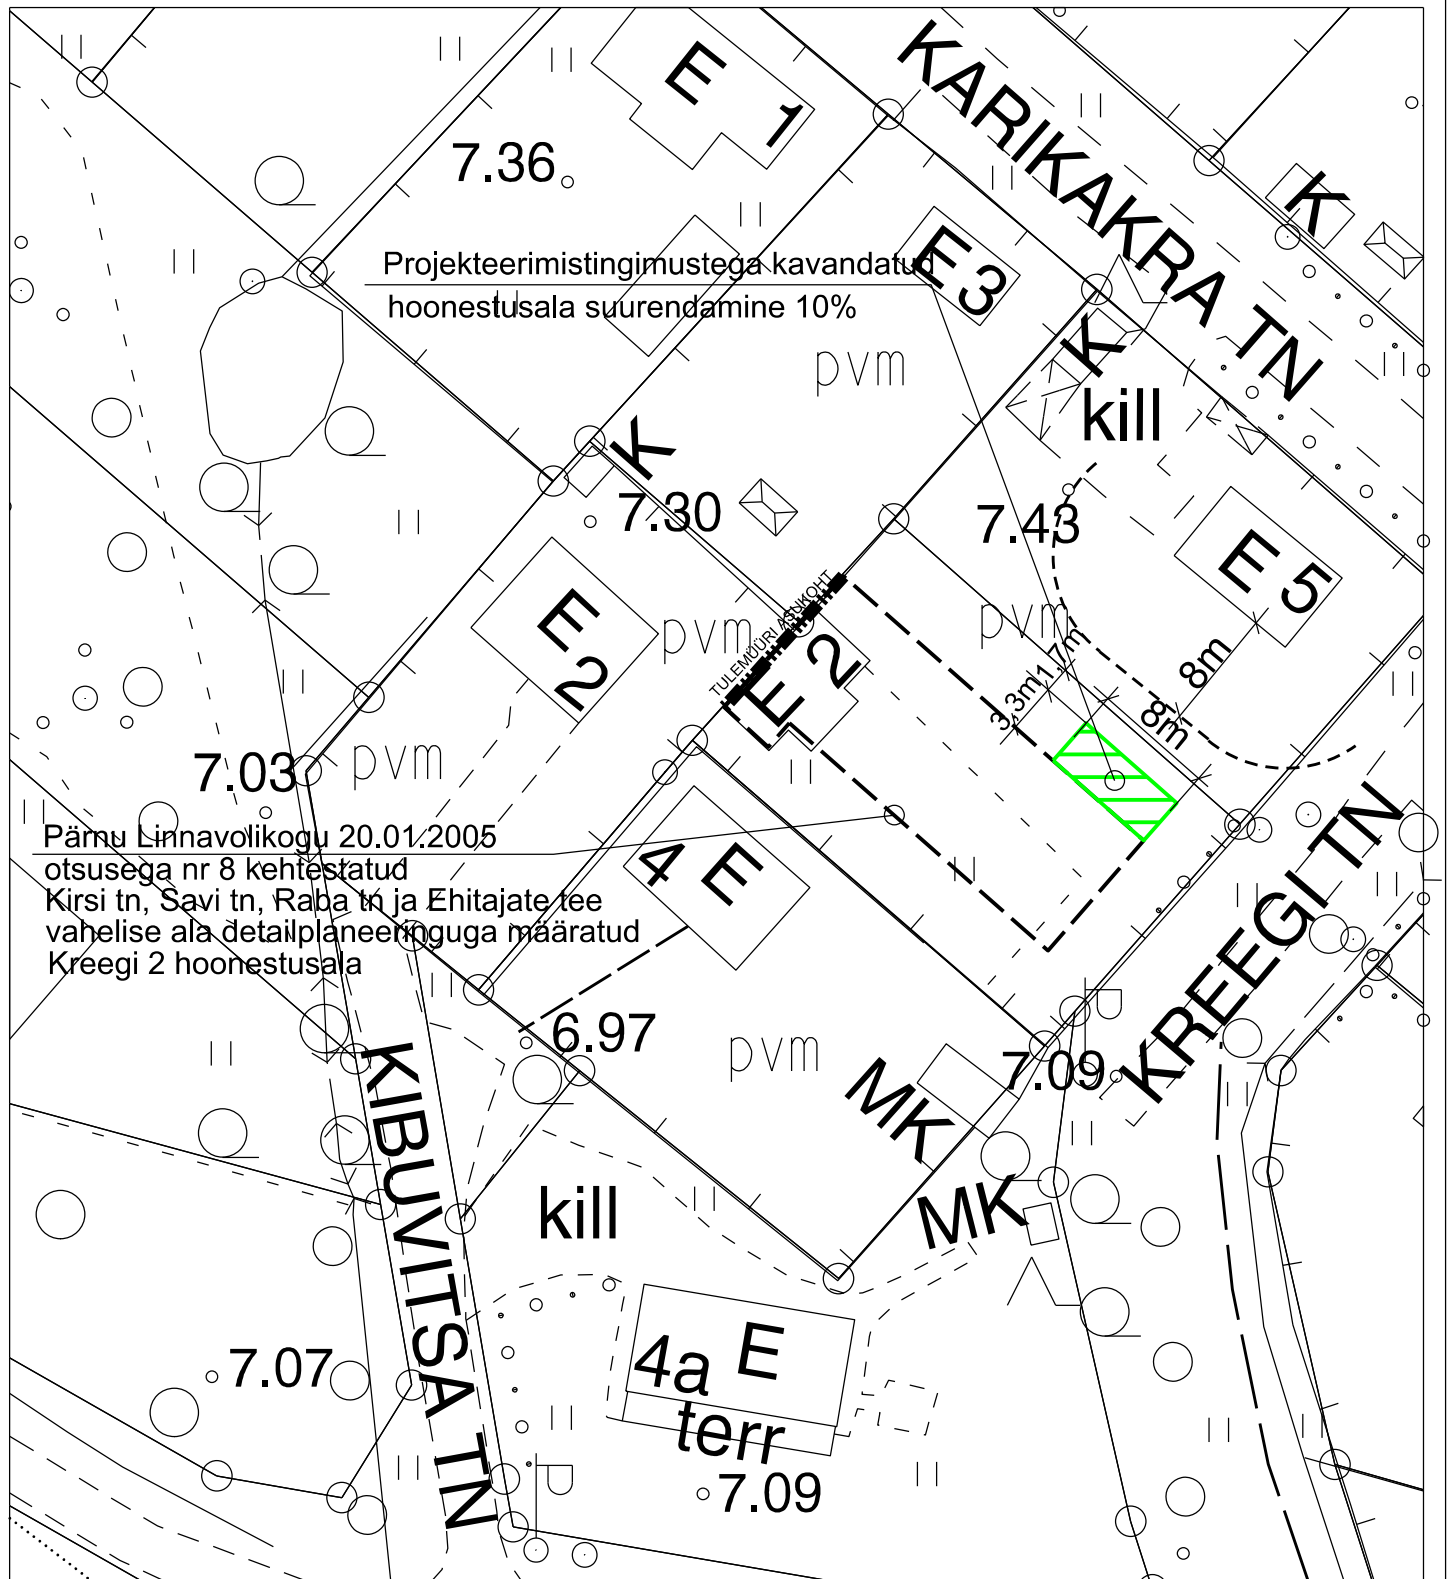 E 1
KARIKAKRA TN
7.36
K
E 3
Projekteerimistingimustega kavandatud
hoonestusala suurendamine 10%
K
pvm
kill
K
7.30
7.43
E 5
TULEMÜÜRI ASUKOHT
E
2
pvm
E 2
pvm
3,3m
1,7m
8m
8m
7.03
pvm
Pärnu Linnavolikogu 20.01.2005
otsusega nr 8 kehtestatud
Kirsi tn, Savi tn, Raba tn ja Ehitajate tee
vahelise ala detailplaneeringuga määratud
Kreegi 2 hoonestusala
4 E
KREEGI TN
6.97
pvm
7.09
MK
MK
KIBUVITSA TN
kill
4a E
terr
7.07
7.09